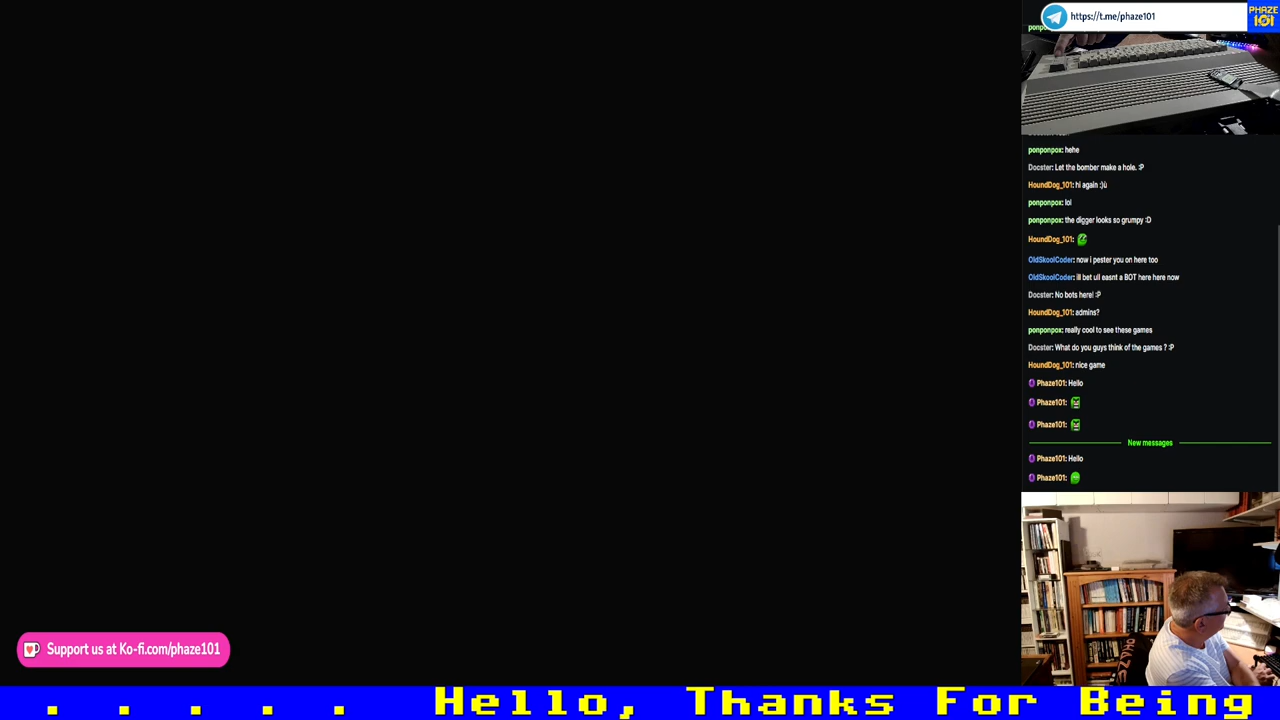 https://t.me/phaze101
PHAZE
101
ponponpox: hehe
Docster: Let the bomber make a hole. :P
HoundDog_101: hi again :)ù
ponponpox: lol
ponponpox: the digger looks so grumpy :D
HoundDog_101:
OldSkoolCoder: now i pester you on here too
OldSkoolCoder: ill bet ull easnt a BOT here here now
Docster: No bots here! :P
HoundDog_101: admins?
ponponpox: really cool to see these games
Docster: What do you guys think of the games ? :P
HoundDog_101: nice game
Phaze101: Hello
Phaze101:
Phaze101:
New messages
Phaze101: Hello
Phaze101:
Support us at Ko-fi.com/phaze101
. . . . . Hello, Thanks For Being